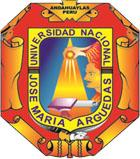 ANDAHUAYLAS
PERU
UNIVERSIDAD NACIONAL
JOSE MARIA ARGUEDAS